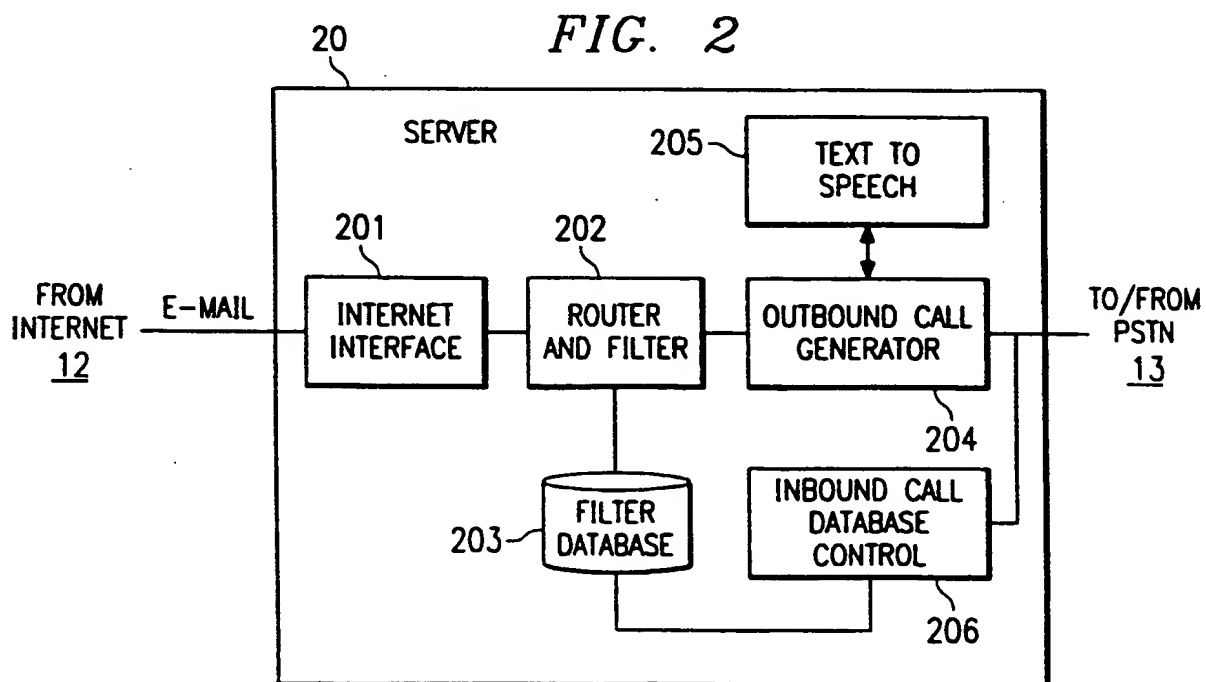 FIG. 2
20
SERVER
205
TEXT TO
SPEECH
201
202
FROM
INTERNET
12
E-MAIL
INTERNET
INTERFACE
ROUTER
AND FILTER
OUTBOUND CALL
GENERATOR
TO/FROM
PSTN
13
204
203
FILTER
DATABASE
INBOUND CALL
DATABASE
CONTROL
206